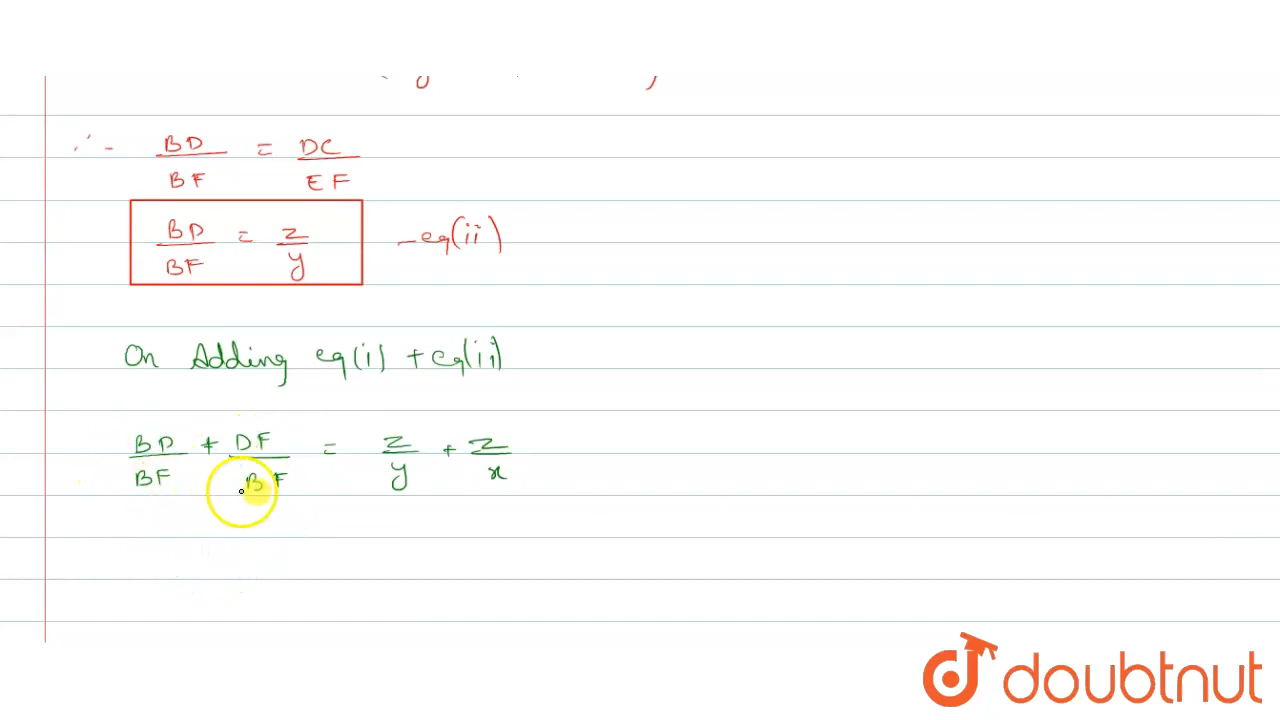 ∴ BD/BF = DC/EF
BD/BF = z/y - eq(ii)
On Adding eq(i) + eq(ii)
BD/BF + DF/BF = z/y + z/x
doubtnut